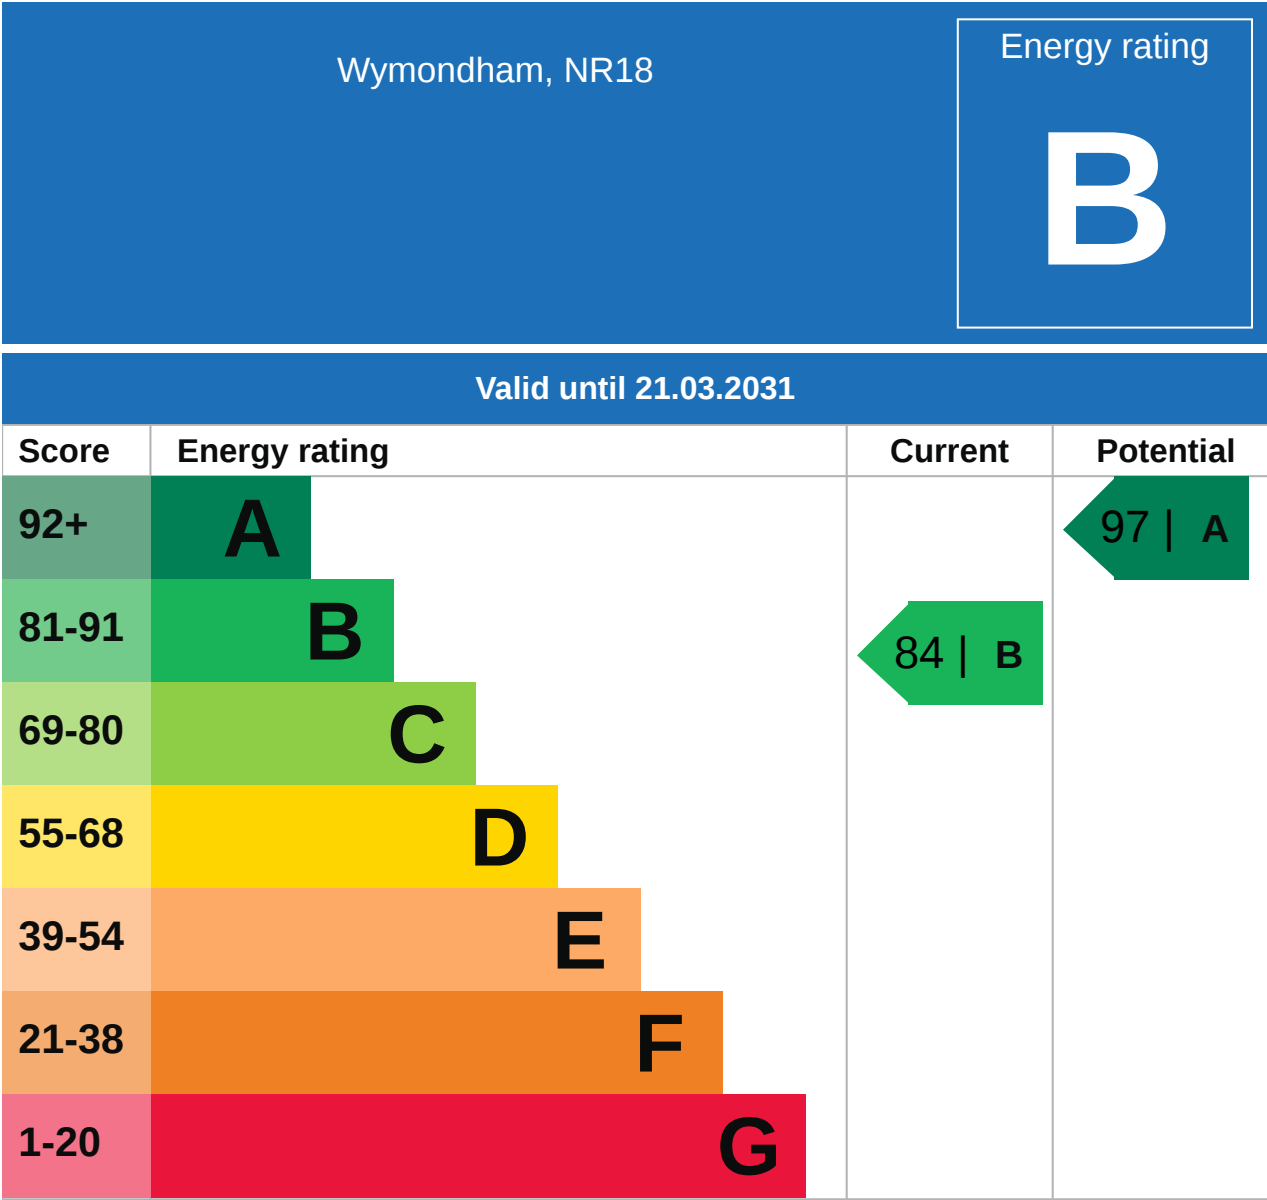 Wymondham, NR18
Energy rating
B
Valid until 21.03.2031
Score Energy rating Current Potential
92+ A 97 | A
81-91 B 84 | B
69-80 C
55-68 D
39-54 E
21-38 F
1-20 G